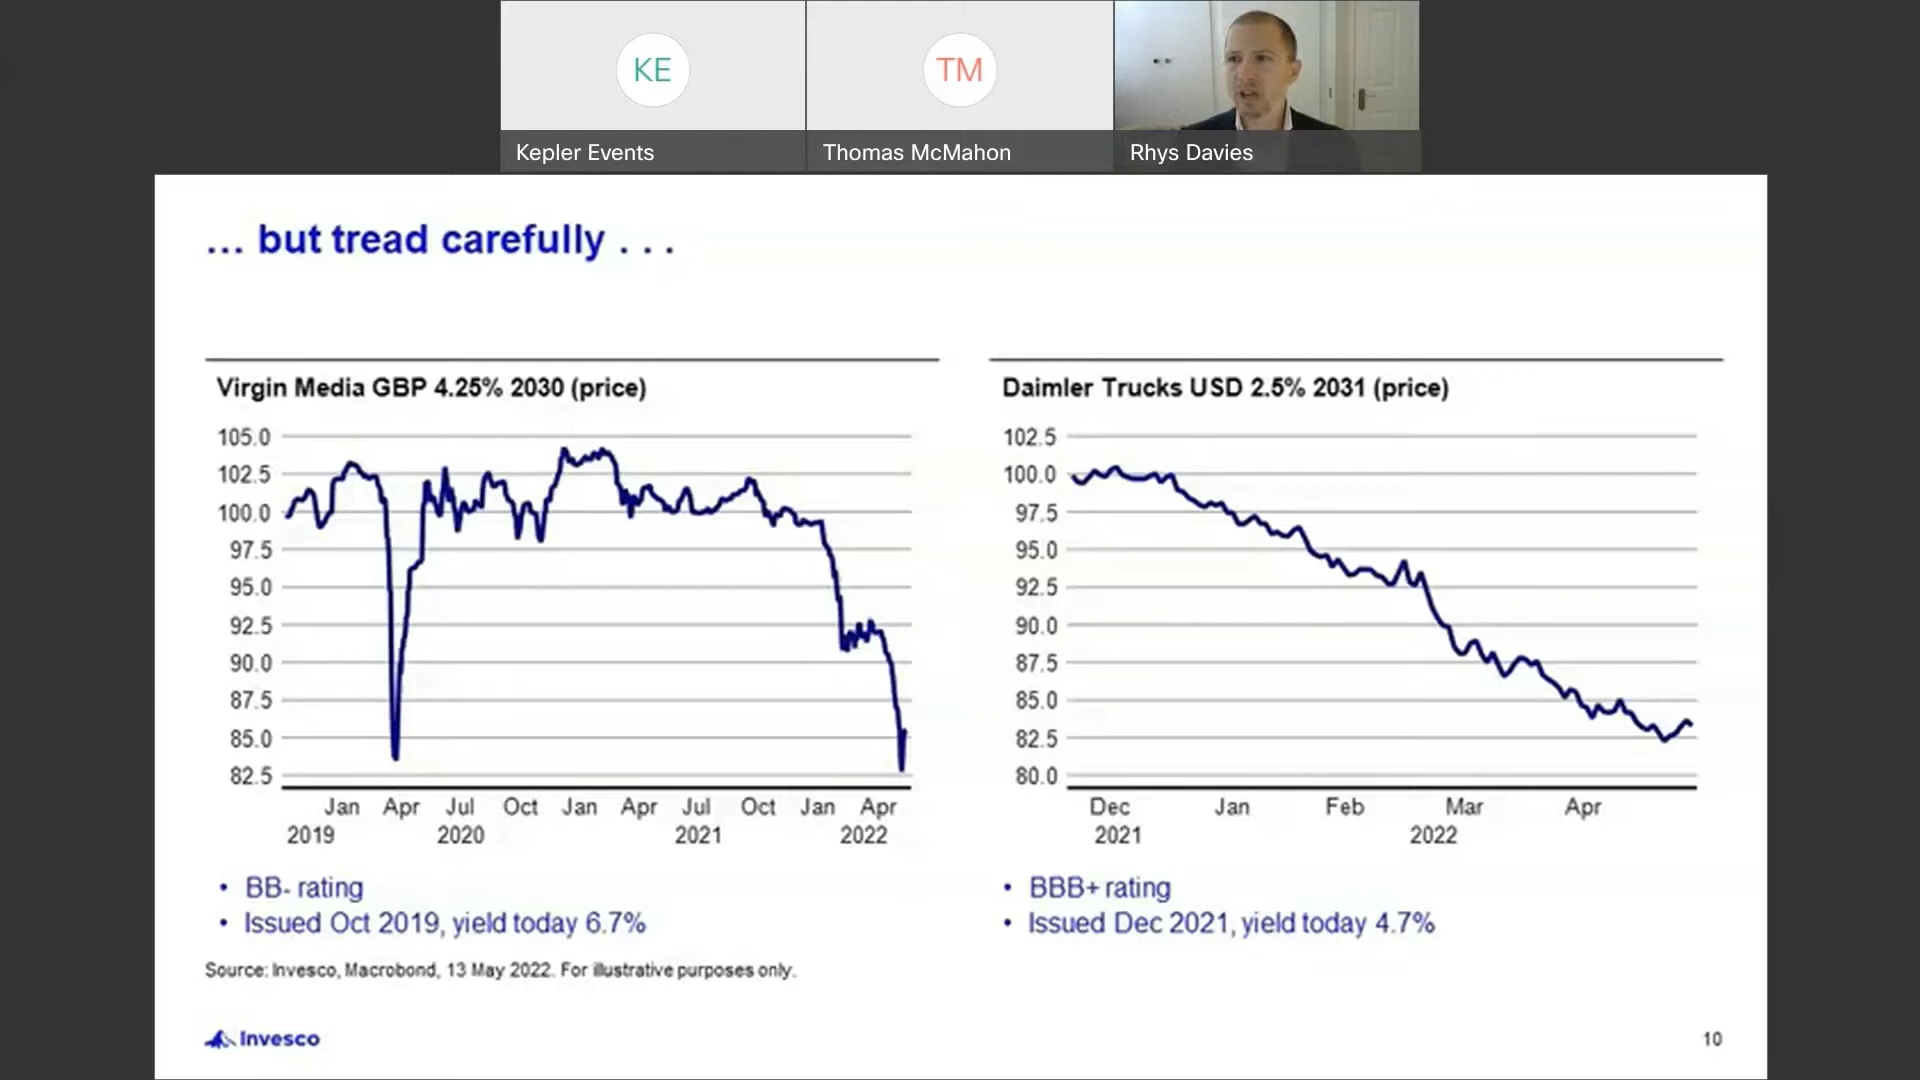 KE
TM
Kepler Events
Thomas McMahon
Rhys Davies
... but tread carefully . . .
Virgin Media GBP 4.25% 2030 (price)
105.0
102.5
100.0
97.5
95.0
92.5
90.0
87.5
85.0
82.5
Jan Apr Jul Oct Jan Apr Jul Oct Jan Apr
2019 2020 2021 2022
• BB- rating
• Issued Oct 2019, yield today 6.7%
Daimler Trucks USD 2.5% 2031 (price)
102.5
100.0
97.5
95.0
92.5
90.0
87.5
85.0
82.5
80.0
Dec Jan Feb Mar Apr
2021 2022
• BBB+ rating
• Issued Dec 2021, yield today 4.7%
Source: Invesco, Macrobond, 13 May 2022. For illustrative purposes only.
Invesco
10